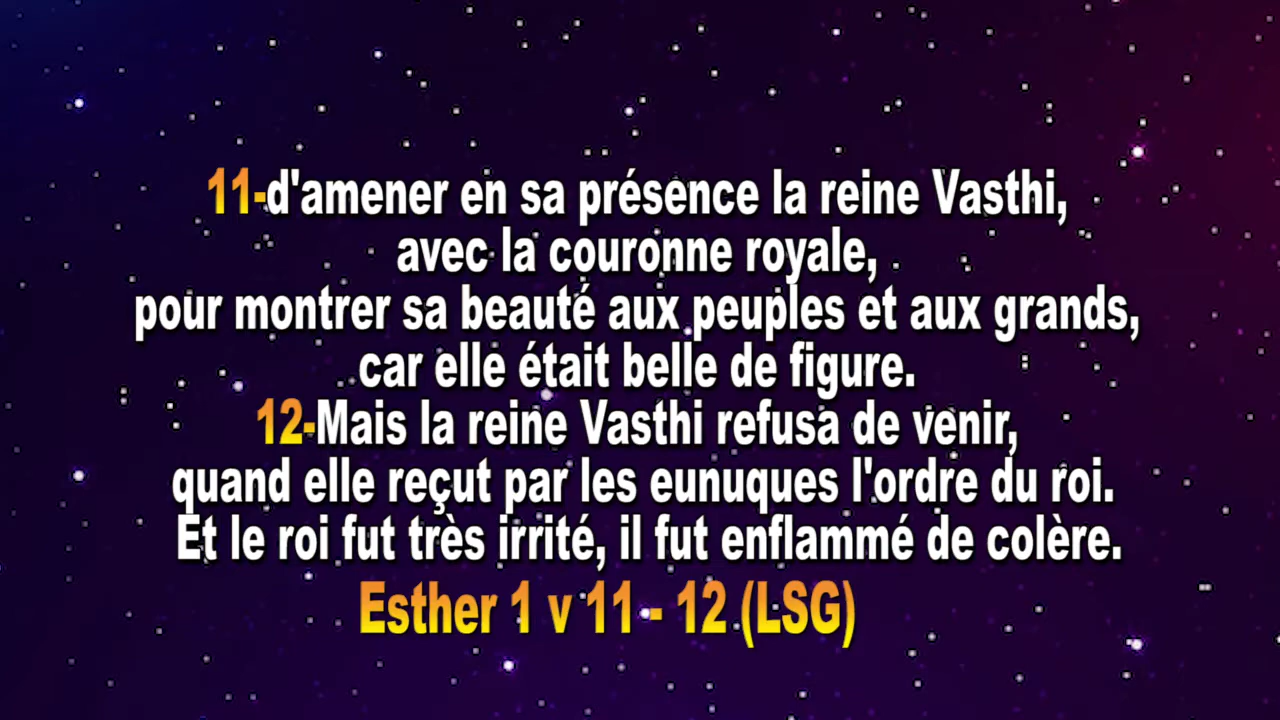 11-d'amener en sa présence la reine Vasthi,
avec la couronne royale,
pour montrer sa beauté aux peuples et aux grands,
car elle était belle de figure.
12-Mais la reine Vasthi refusa de venir,
quand elle reçut par les eunuques l'ordre du roi.
Et le roi fut très irrité, il fut enflammé de colère.
Esther 1 v 11 - 12 (LSG)